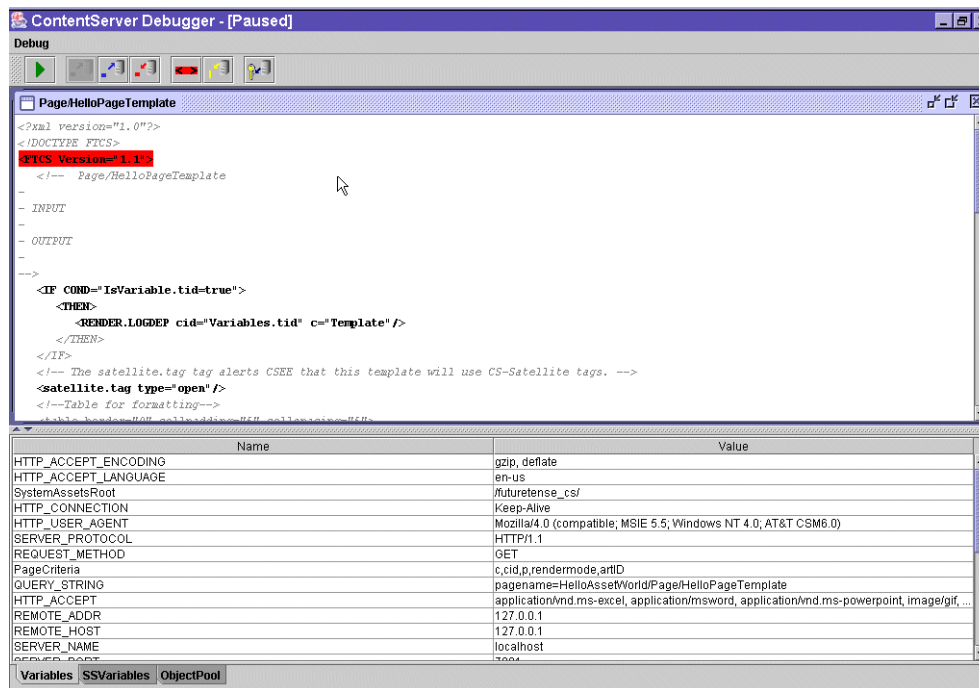 ContentServer Debugger - [Paused]
Debug
Page/HelloPageTemplate
<?xml version="1.0"?>
<!DOCTYPE FTCS>
<FTCS Version="1.1">
<!-- Page/HelloPageTemplate
-
- INPUT
-
- OUTPUT
-
-->
<IF COND="IsVariable.tid=true">
<THEN>
<RENDER.LOGDEP cid="Variables.tid" c="Template"/>
</THEN>
</IF>
<!-- The satellite.tag tag alerts CSEE that this template will use CS-Satellite tags. -->
<satellite.tag type="open"/>
<!--Table for formatting-->
Name Value
HTTP_ACCEPT_ENCODING gzip, deflate
HTTP_ACCEPT_LANGUAGE en-us
SystemAssetsRoot /futuretense_cs/
HTTP_CONNECTION Keep-Alive
HTTP_USER_AGENT Mozilla/4.0 (compatible; MSIE 5.5; Windows NT 4.0; AT&T CSM6.0)
SERVER_PROTOCOL HTTP/1.1
REQUEST_METHOD GET
PageCriteria c,cid,p,rendermode,artID
QUERY_STRING pagename=HelloAssetWorld/Page/HelloPageTemplate
HTTP_ACCEPT application/vnd.ms-excel, application/msword, application/vnd.ms-powerpoint, image/gif, ...
REMOTE_ADDR 127.0.0.1
REMOTE_HOST 127.0.0.1
SERVER_NAME localhost
SERVER_PORT
Variables SSVariables ObjectPool